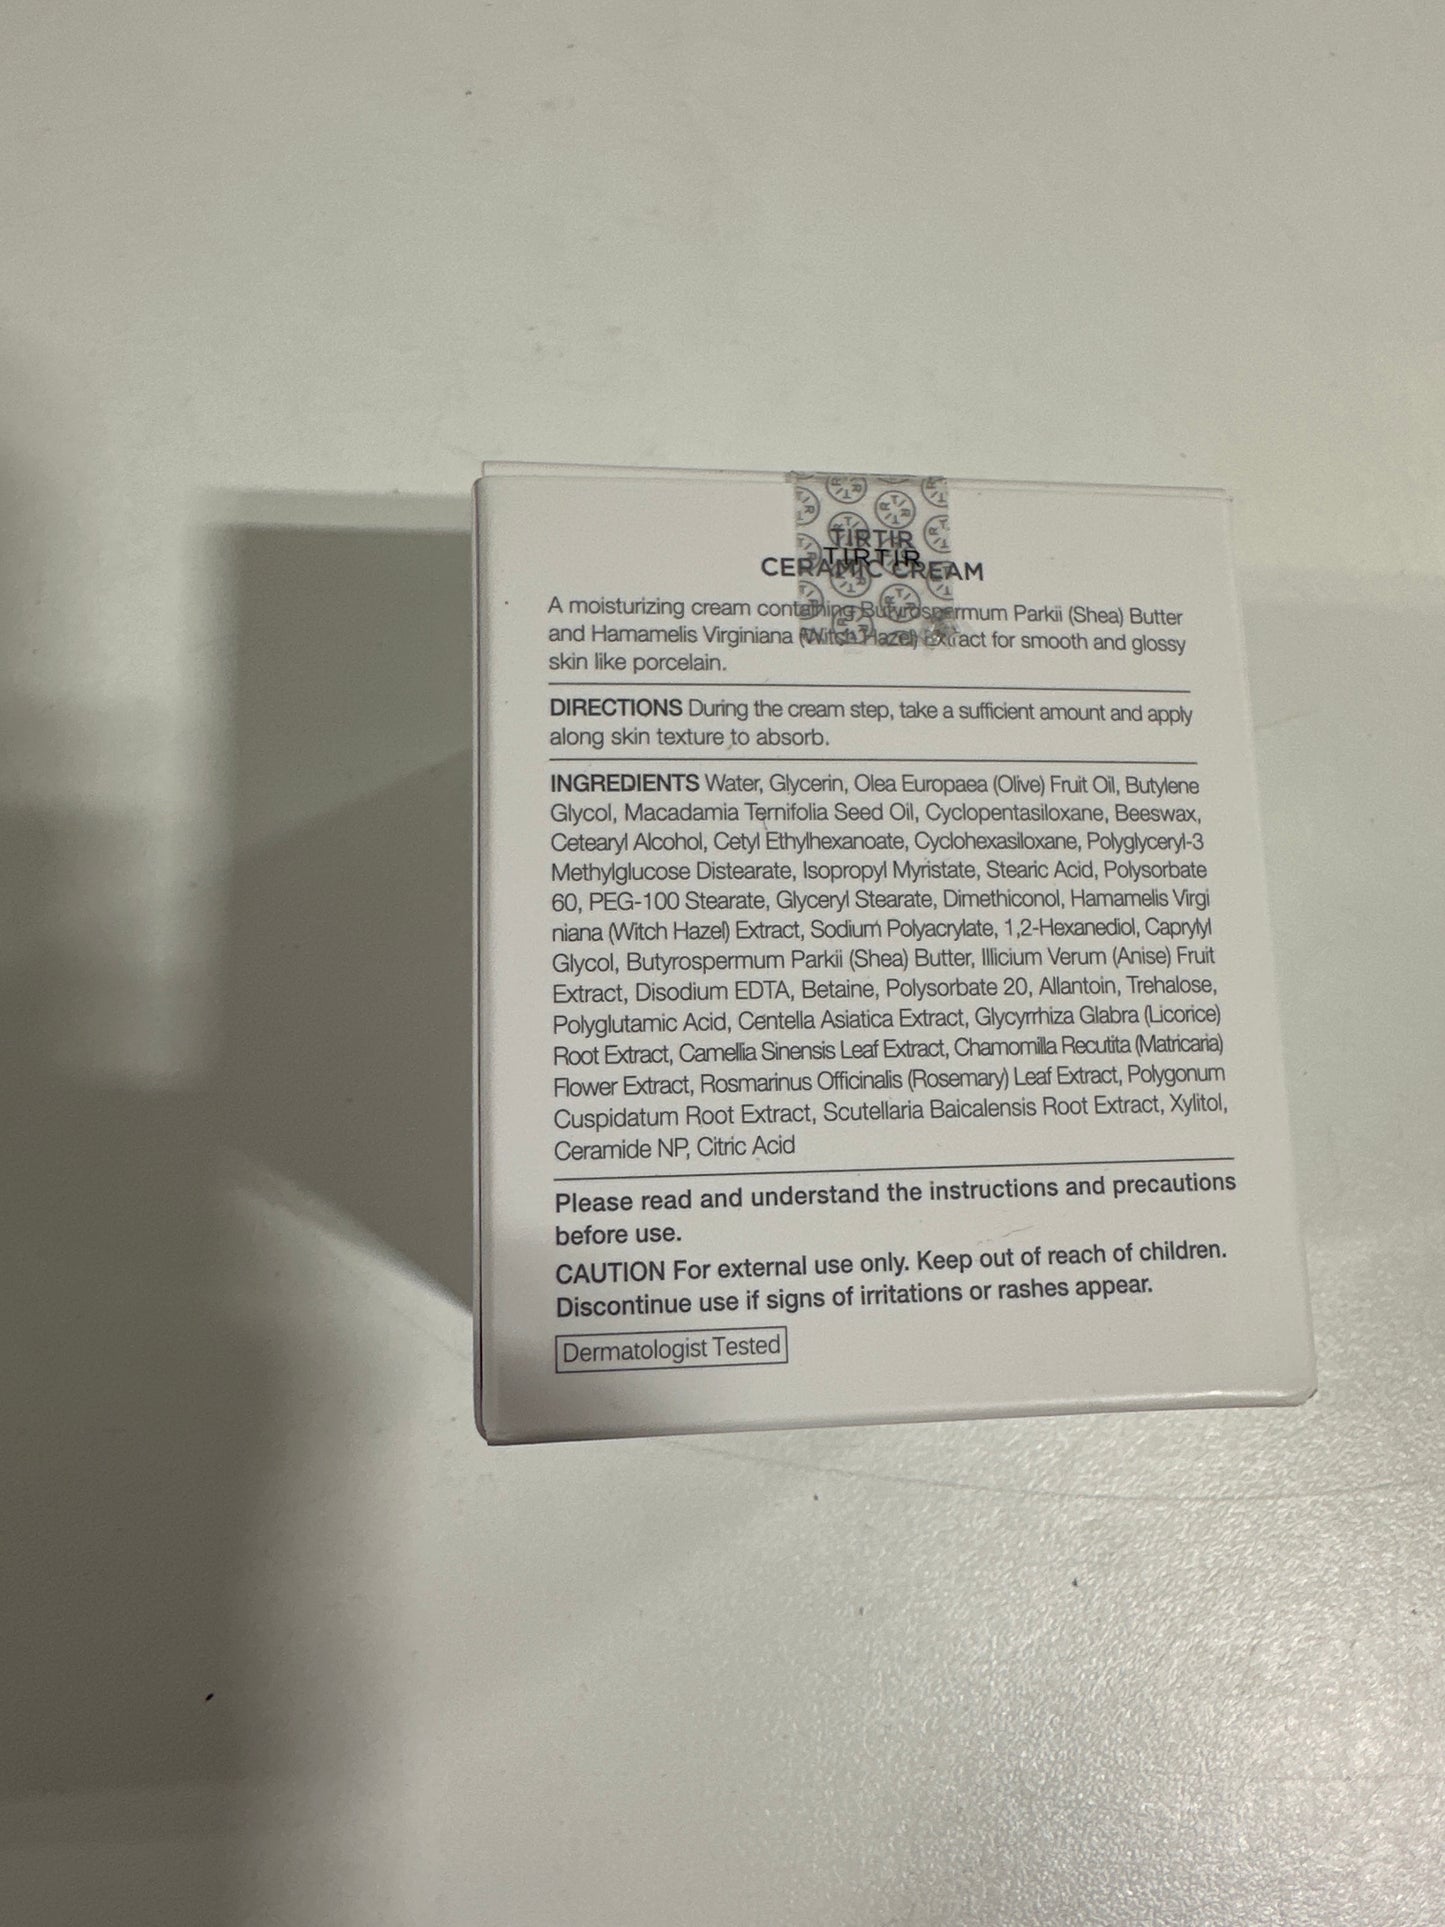 TIRTIR
TIRTIR
CERAMIC CREAM
A moisturizing cream containing Butyrospermum Parkii (Shea) Butter
and Hamamelis Virginiana (Witch Hazel) Extract for smooth and glossy
skin like porcelain.
DIRECTIONS During the cream step, take a sufficient amount and apply
along skin texture to absorb.
INGREDIENTS Water, Glycerin, Olea Europaea (Olive) Fruit Oil, Butylene
Glycol, Macadamia Ternifolia Seed Oil, Cyclopentasiloxane, Beeswax,
Cetearyl Alcohol, Cetyl Ethylhexanoate, Cyclohexasiloxane, Polyglyceryl-3
Methylglucose Distearate, Isopropyl Myristate, Stearic Acid, Polysorbate
60, PEG-100 Stearate, Glyceryl Stearate, Dimethiconol, Hamamelis Virgi
niana (Witch Hazel) Extract, Sodium Polyacrylate, 1,2-Hexanediol, Caprylyl
Glycol, Butyrospermum Parkii (Shea) Butter, Illicium Verum (Anise) Fruit
Extract, Disodium EDTA, Betaine, Polysorbate 20, Allantoin, Trehalose,
Polyglutamic Acid, Centella Asiatica Extract, Glycyrrhiza Glabra (Licorice)
Root Extract, Camellia Sinensis Leaf Extract, Chamomilla Recutita (Matricaria)
Flower Extract, Rosmarinus Officinalis (Rosemary) Leaf Extract, Polygonum
Cuspidatum Root Extract, Scutellaria Baicalensis Root Extract, Xylitol,
Ceramide NP, Citric Acid
Please read and understand the instructions and precautions
before use.
CAUTION For external use only. Keep out of reach of children.
Discontinue use if signs of irritations or rashes appear.
Dermatologist Tested